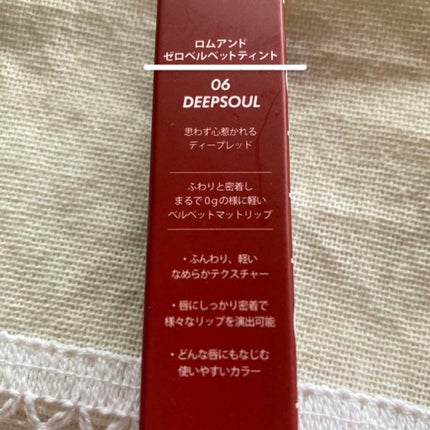 ロムアンド
ゼロベルベットティント
06
DEEPSOUL
思わず心惹かれる
ディープレッド
ふわりと密着し
まるで0gの様に軽い
ベルベットマットリップ
・ふんわり、軽い
なめらかテクスチャー
・唇にしっかり密着で
様々なリップを演出可能
・どんな唇にもなじむ
使いやすいカラー